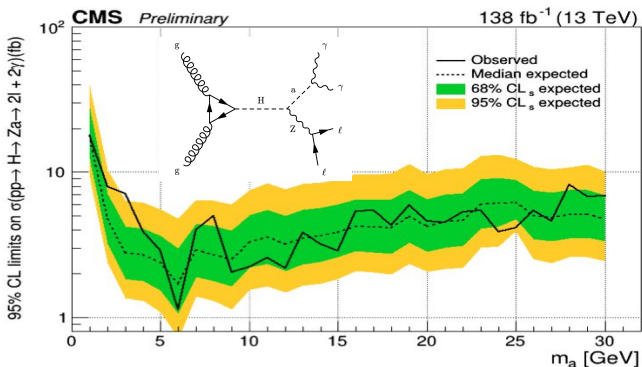 CMS Preliminary
138 fb⁻¹ (13 TeV)
95% CL limits on σ(pp→ H→ Za→ 2l + 2γ)(fb)
10²
10
1
g
g
H
a
Z
γ
γ
ℓ
ℓ
Observed
Median expected
68% CLₛ expected
95% CLₛ expected
0 5 10 15 20 25 30
mₐ [GeV]